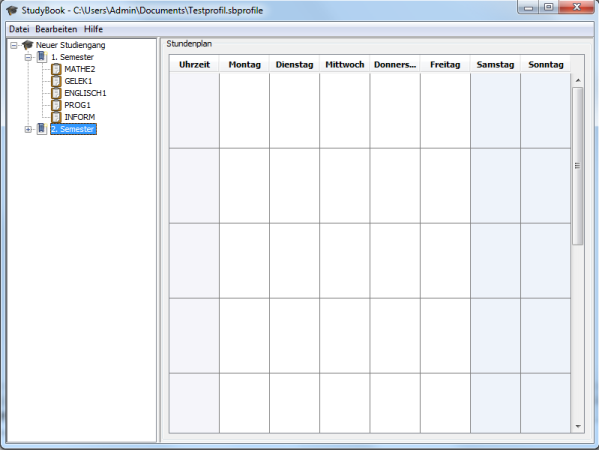 StudyBook - C:\Users\Admin\Documents\Testprofil.sbprofile
Datei Bearbeiten Hilfe
Neuer Studiengang
1. Semester
MATHE2
GELEK1
ENGLISCH1
PROG1
INFORM
2. Semester
Stundenplan
Uhrzeit Montag Dienstag Mittwoch Donners... Freitag Samstag Sonntag